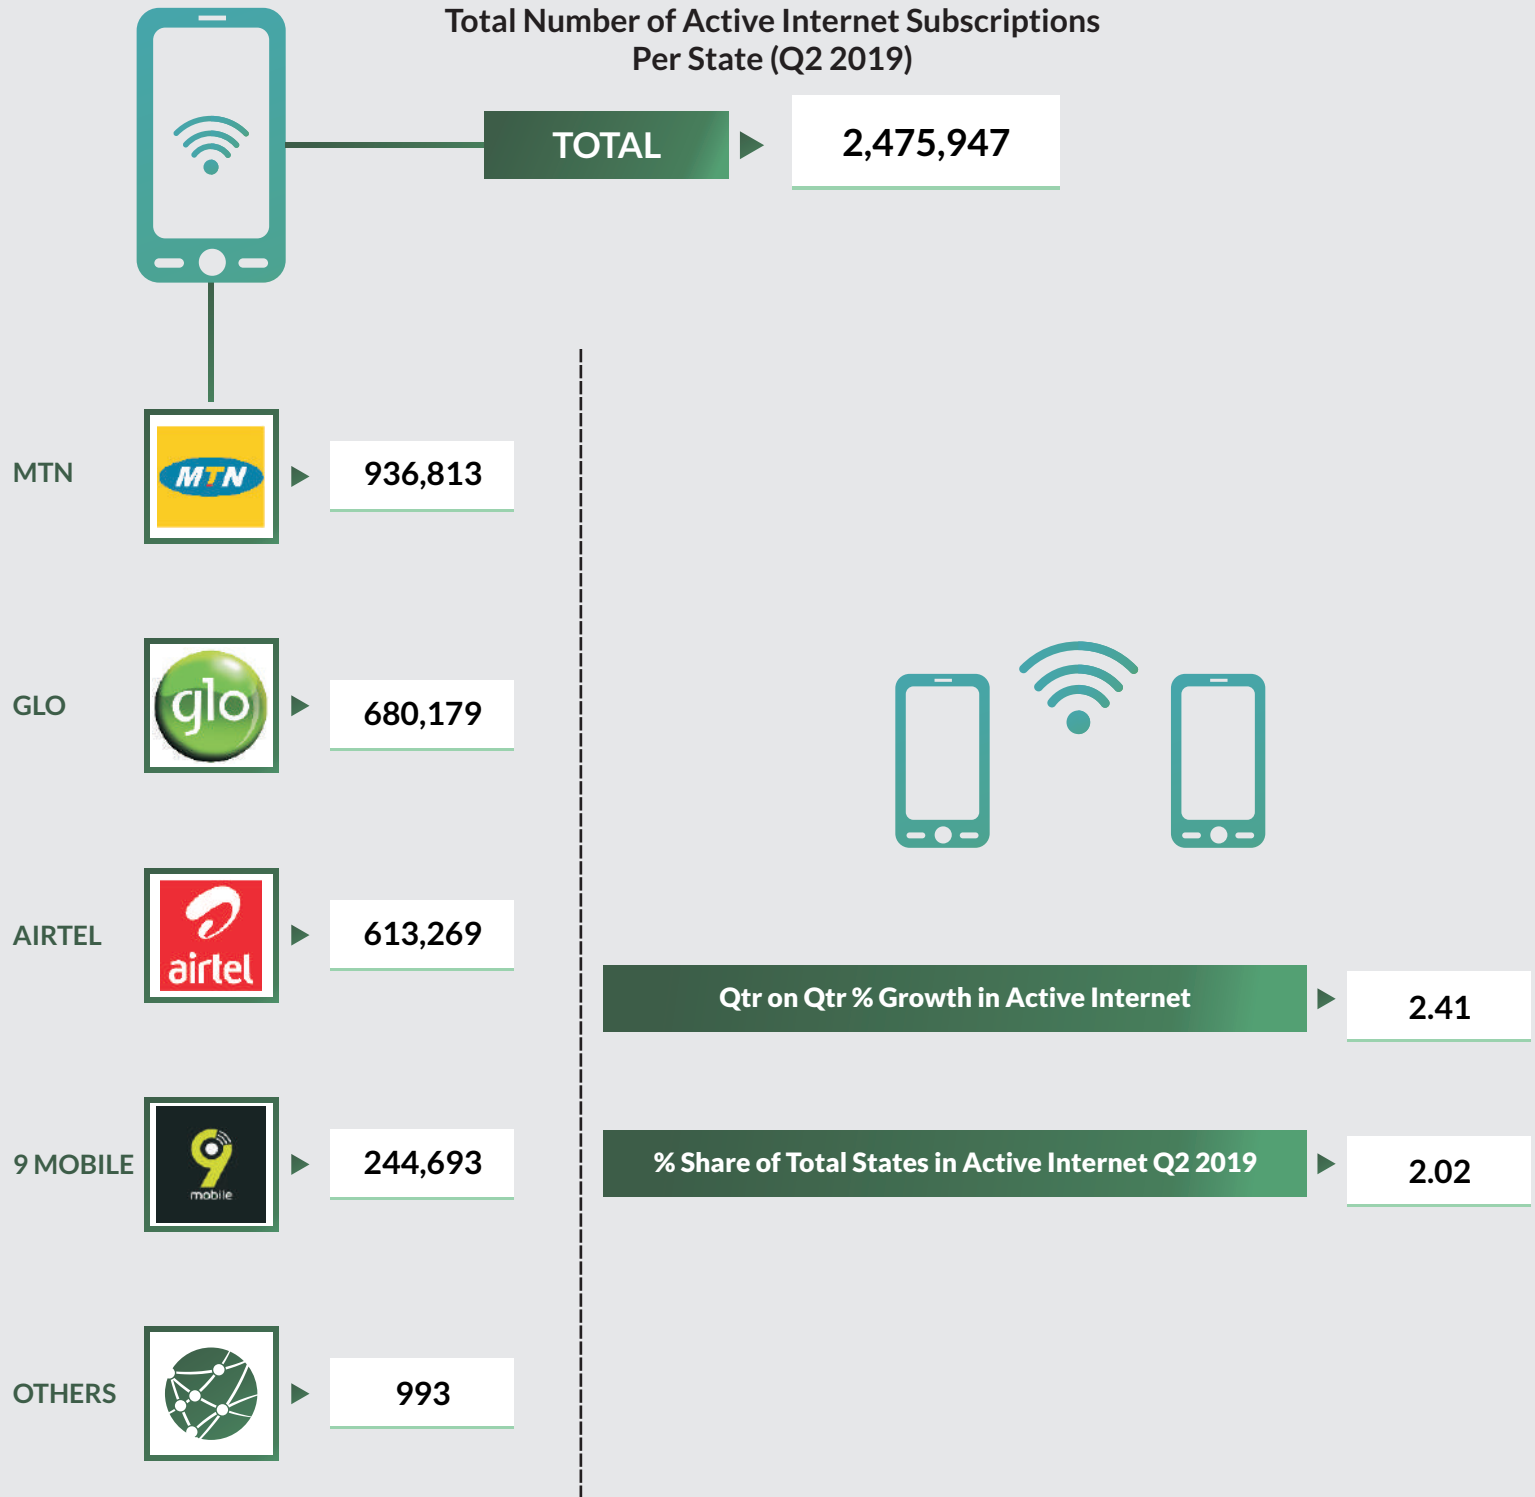 Total Number of Active Internet Subscriptions
Per State (Q2 2019)
TOTAL
2,475,947
MTN
MTN
936,813
GLO
glo
680,179
AIRTEL
airtel
613,269
Qtr on Qtr % Growth in Active Internet
2.41
9 MOBILE
9
mobile
244,693
% Share of Total States in Active Internet Q2 2019
2.02
OTHERS
993